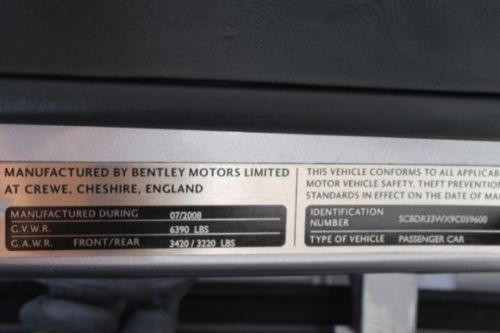 MANUFACTURED BY BENTLEY MOTORS LIMITED
AT CREWE, CHESHIRE, ENGLAND
MANUFACTURED DURING 07/2008
G.V.W.R. 6390 LBS
G.A.W.R. FRONT/REAR 3420 / 3220 LBS
THIS VEHICLE CONFORMS TO ALL APPLICAB
MOTOR VEHICLE SAFETY, THEFT PREVENTION
STANDARDS IN EFFECT ON THE DATE OF MA
IDENTIFICATION NUMBER SCBDR33WX9C059600
TYPE OF VEHICLE PASSENGER CAR